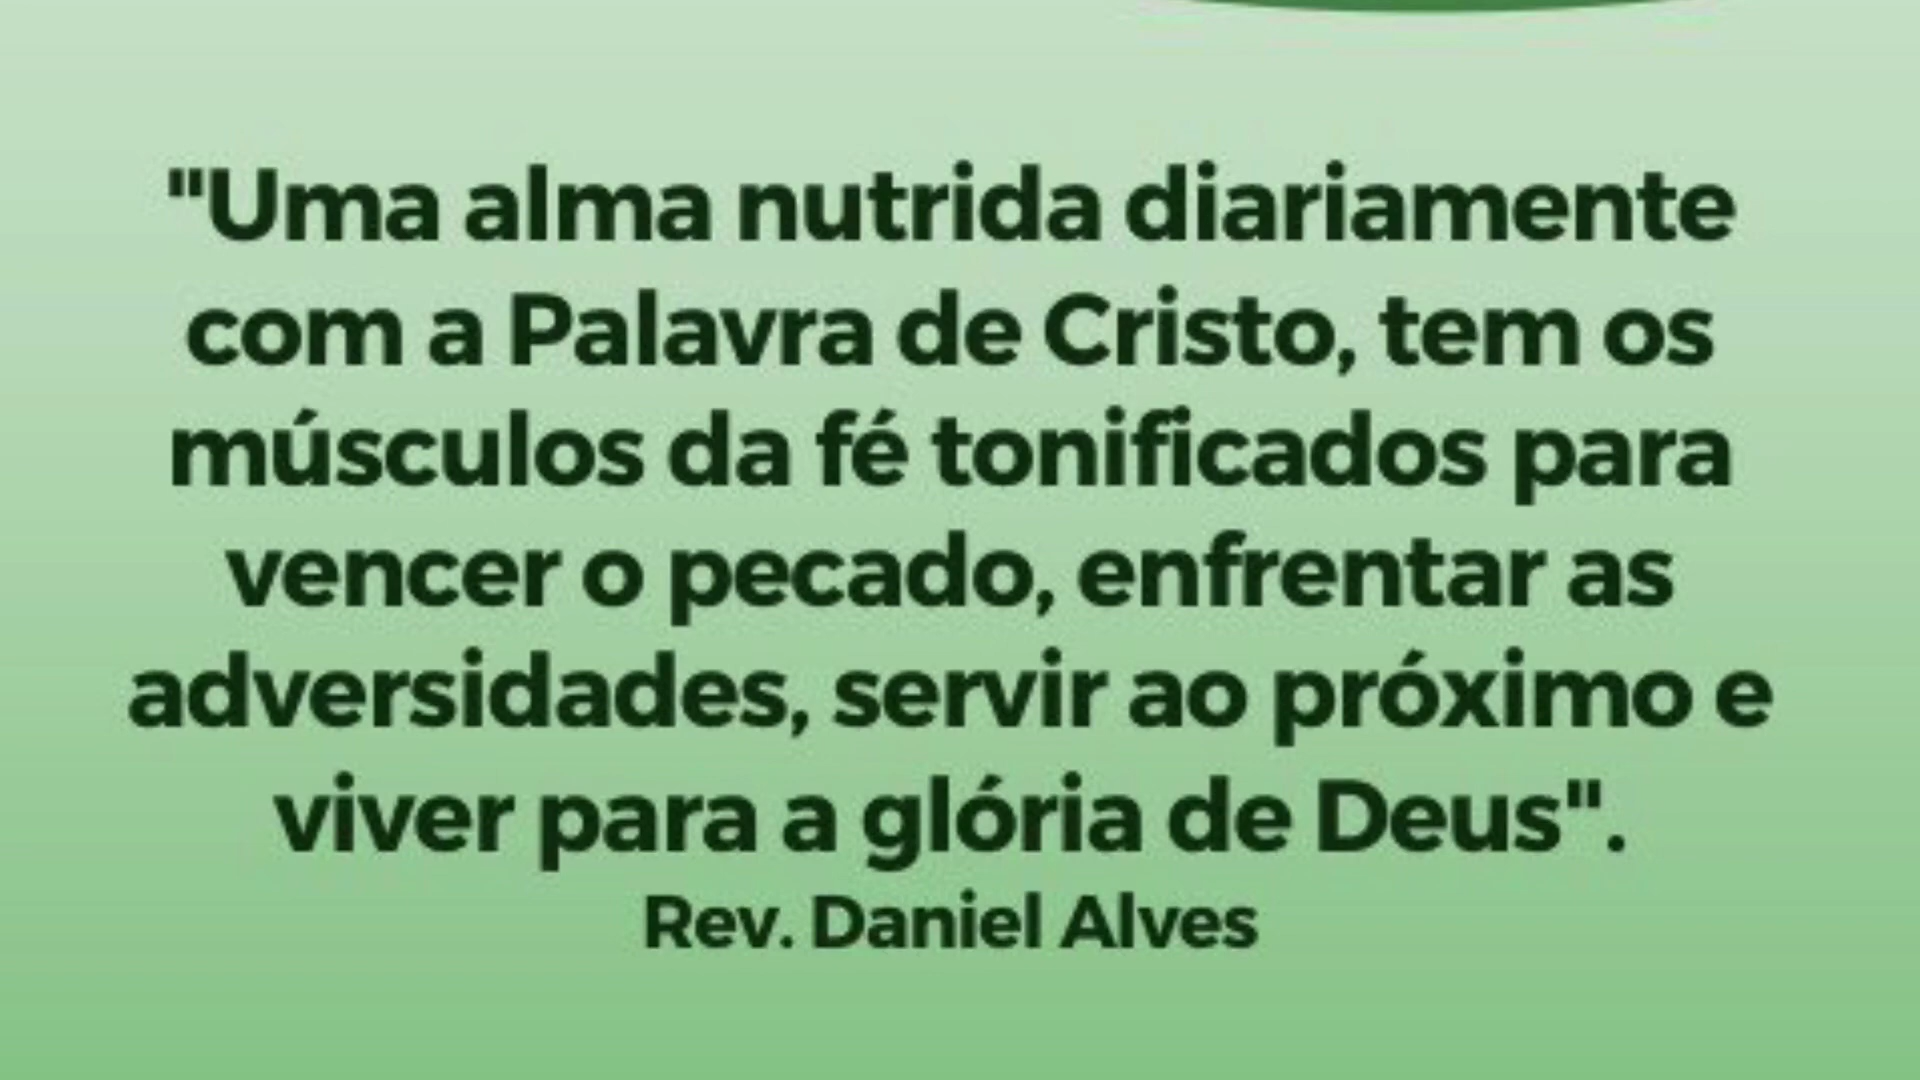 "Uma alma nutrida diariamente
com a Palavra de Cristo, tem os
músculos da fé tonificados para
vencer o pecado, enfrentar as
adversidades, servir ao próximo e
viver para a glória de Deus".
Rev. Daniel Alves